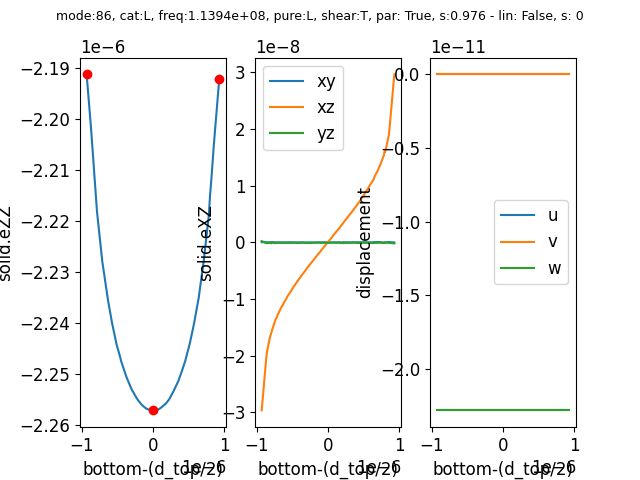 mode:86, cat:L, freq:1.1394e+08, pure:L, shear:T, par: True, s:0.976 - lin: False, s: 0
1e−6
−2.19
−2.20
−2.21
−2.22
−2.23
−2.24
−2.25
−2.26
solid.eZZ
−1
0
1
1e−6
bottom-(d_top/2)
1e−8
3
2
1
0
−1
−2
−3
solid.eXZ
xy
xz
yz
−1
0
1
1e−6
bottom-(d_top/2)
1e−11
0.0
−0.5
−1.0
−1.5
−2.0
displacement
u
v
w
−1
0
1
1e−6
bottom-(d_top/2)